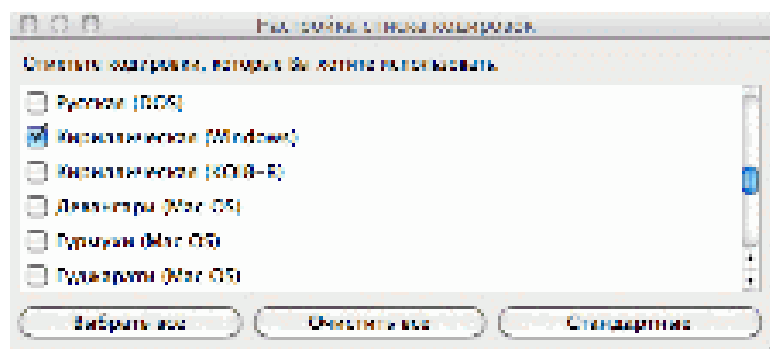 Настройка списка кодировок
Отметьте кодировки, которые Вы хотите использовать.
Русская (DOS)
Кириллическая (Windows)
Кириллическая (KOI8-R)
Деванагари (Mac OS)
Гурмукхи (Mac OS)
Гуджарати (Mac OS)
Выбрать все
Очистить все
Стандартные